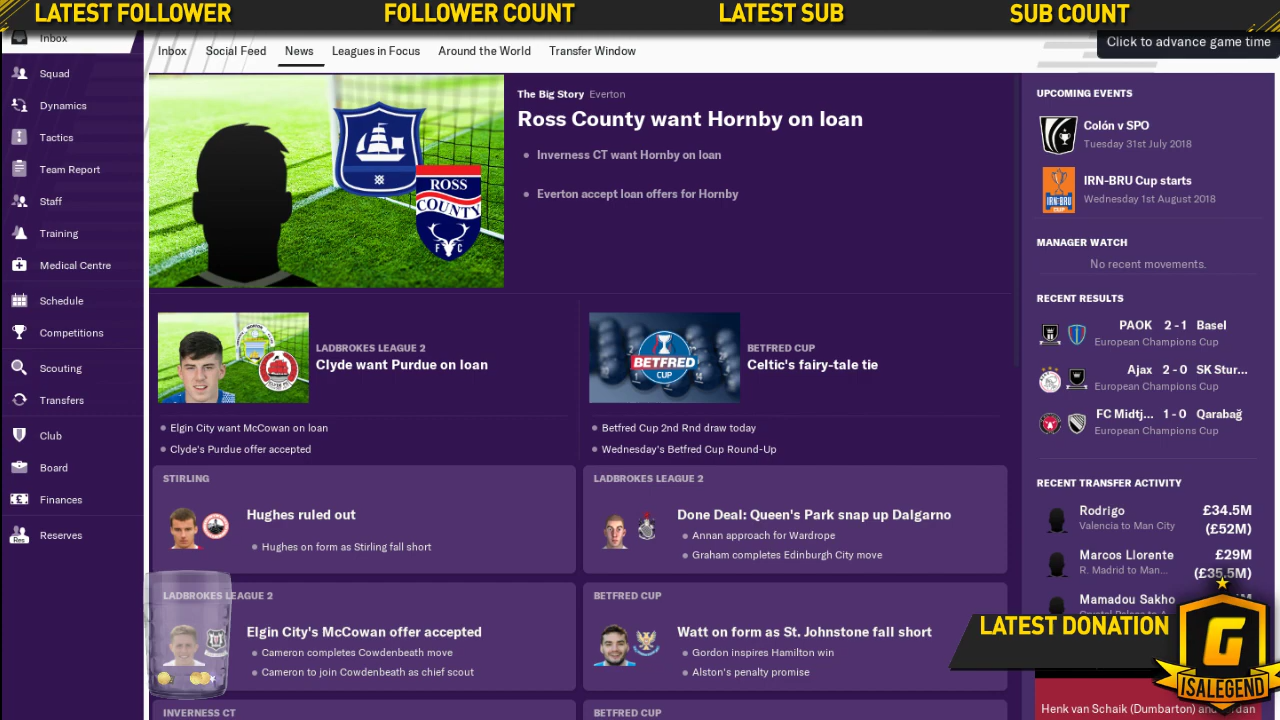 LATEST FOLLOWER
FOLLOWER COUNT
LATEST SUB
SUB COUNT
Inbox
Squad
Dynamics
Tactics
Team Report
Staff
Training
Medical Centre
Schedule
Competitions
Scouting
Transfers
Club
Board
Finances
Res
Reserves
Inbox
Social Feed
News
Leagues in Focus
Around the World
Transfer Window
Click to advance game time
ROSS
COUNTY
F C
The Big Story Everton
Ross County want Hornby on loan
Inverness CT want Hornby on loan
Everton accept loan offers for Hornby
LADBROKES LEAGUE 2
Clyde want Purdue on loan
Elgin City want McCowan on loan
Clyde's Purdue offer accepted
BETFRED
CUP
BETFRED CUP
Celtic's fairy-tale tie
Betfred Cup 2nd Rnd draw today
Wednesday's Betfred Cup Round-Up
STIRLING
Hughes ruled out
Hughes on form as Stirling fall short
LADBROKES LEAGUE 2
Done Deal: Queen's Park snap up Dalgarno
Annan approach for Wardrope
Graham completes Edinburgh City move
LADBROKES LEAGUE 2
Elgin City's McCowan offer accepted
Cameron completes Cowdenbeath move
Cameron to join Cowdenbeath as chief scout
BETFRED CUP
Watt on form as St. Johnstone fall short
Gordon inspires Hamilton win
Alston's penalty promise
INVERNESS CT
BETFRED CUP
UPCOMING EVENTS
Colón v SPO
Tuesday 31st July 2018
IRN-BRU
CUP
IRN-BRU Cup starts
Wednesday 1st August 2018
MANAGER WATCH
No recent movements.
RECENT RESULTS
PAOK 2 - 1 Basel
European Champions Cup
Ajax 2 - 0 SK Stur...
European Champions Cup
FC Midtj... 1 - 0 Qarabağ
European Champions Cup
RECENT TRANSFER ACTIVITY
Rodrigo £34.5M
Valencia to Man City (£52M)
Marcos Llorente £29M
R. Madrid to Man... (£35.5M)
Mamadou Sakho
LATEST DONATION
G
ISALEGEND
Henk van Schaik (Dumbarton) and